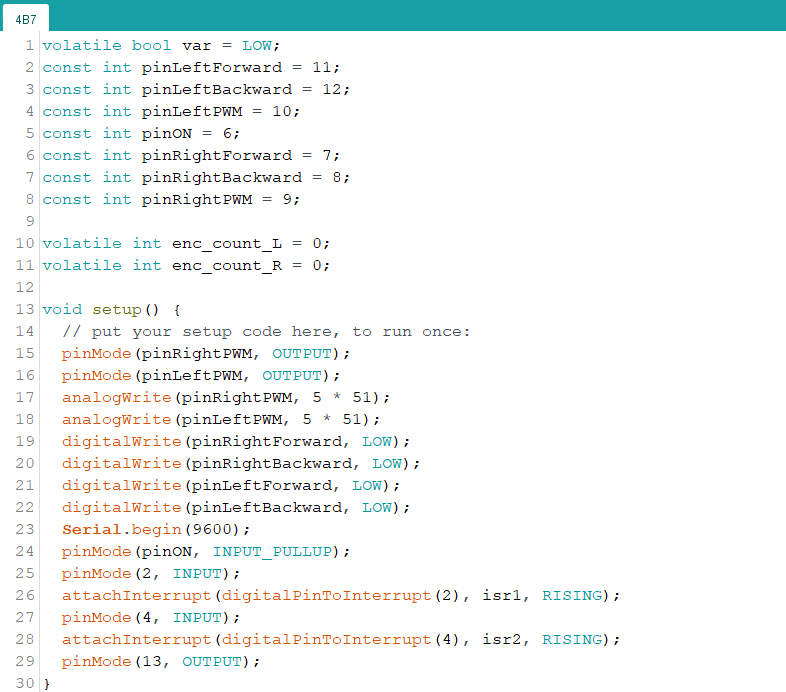 4B7
1 volatile bool var = LOW;
2 const int pinLeftForward = 11;
3 const int pinLeftBackward = 12;
4 const int pinLeftPWM = 10;
5 const int pinON = 6;
6 const int pinRightForward = 7;
7 const int pinRightBackward = 8;
8 const int pinRightPWM = 9;
9
10 volatile int enc_count_L = 0;
11 volatile int enc_count_R = 0;
12
13 void setup() {
14   // put your setup code here, to run once:
15   pinMode(pinRightPWM, OUTPUT);
16   pinMode(pinLeftPWM, OUTPUT);
17   analogWrite(pinRightPWM, 5 * 51);
18   analogWrite(pinLeftPWM, 5 * 51);
19   digitalWrite(pinRightForward, LOW);
20   digitalWrite(pinRightBackward, LOW);
21   digitalWrite(pinLeftForward, LOW);
22   digitalWrite(pinLeftBackward, LOW);
23   Serial.begin(9600);
24   pinMode(pinON, INPUT_PULLUP);
25   pinMode(2, INPUT);
26   attachInterrupt(digitalPinToInterrupt(2), isr1, RISING);
27   pinMode(4, INPUT);
28   attachInterrupt(digitalPinToInterrupt(4), isr2, RISING);
29   pinMode(13, OUTPUT);
30 }